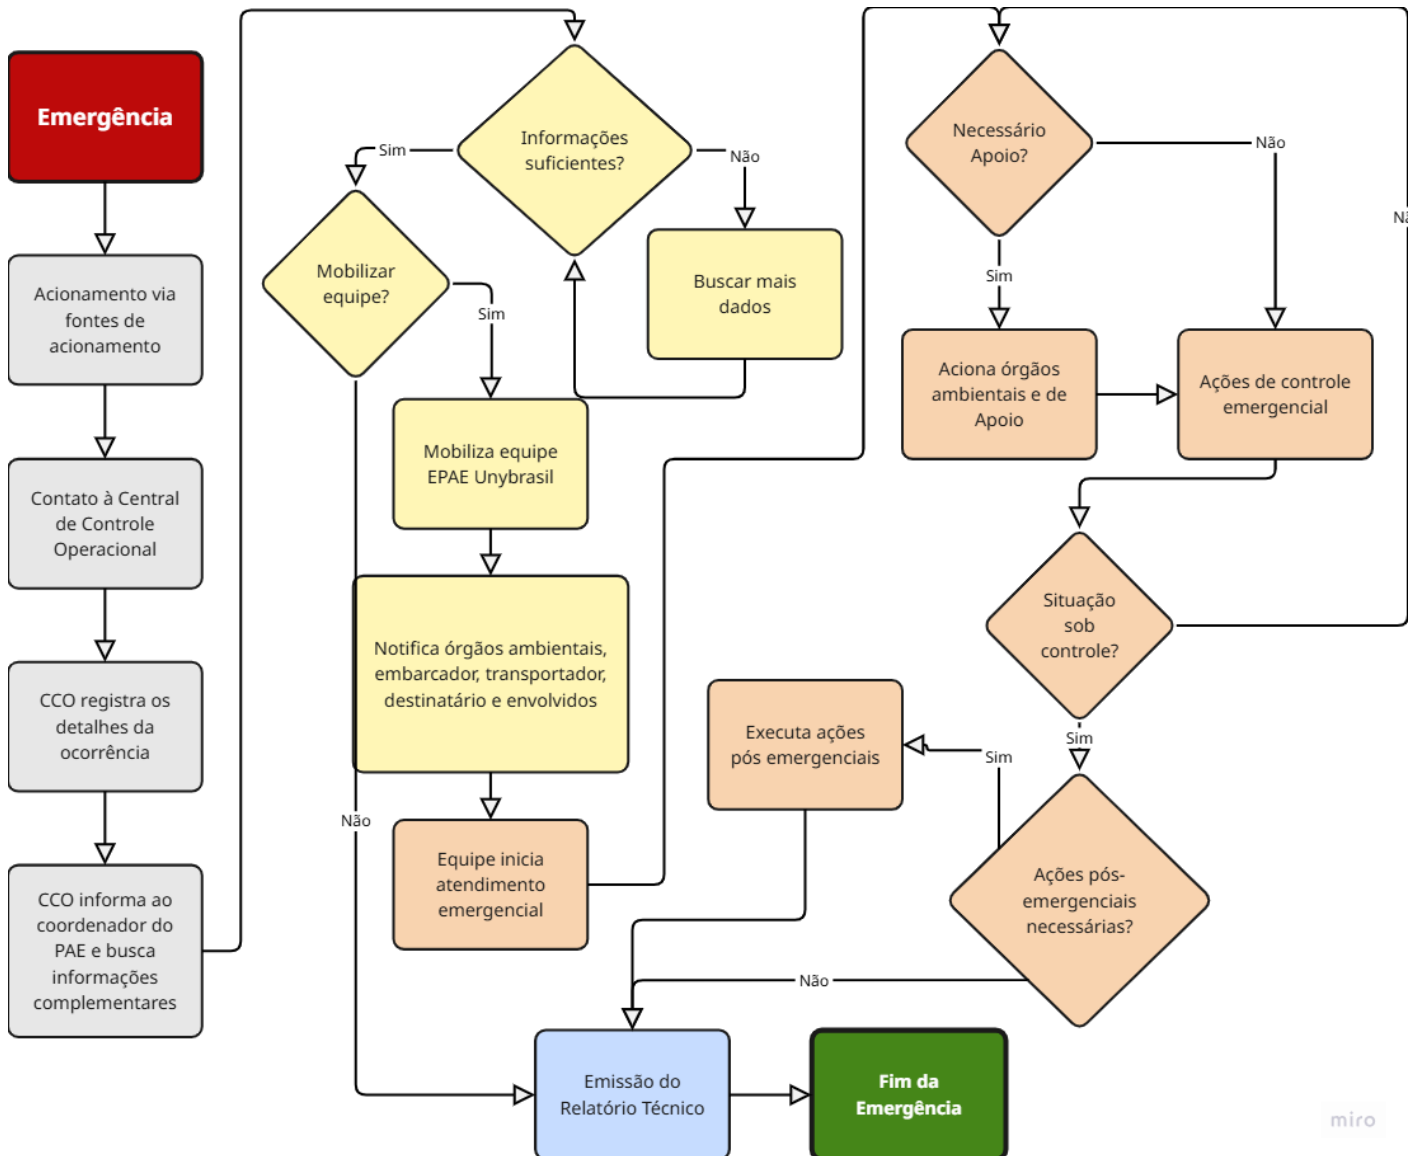 Emergência
Acionamento via
fontes de
acionamento
Contato à Central
de Controle
Operacional
CCO registra os
detalhes da
ocorrência
CCO informa ao
coordenador do
PAE e busca
informações
complementares
Informações
suficientes?
Sim
Não
Mobilizar
equipe?
Sim
Buscar mais
dados
Mobiliza equipe
EPAE Unybrasil
Notifica órgãos ambientais,
embarcador, transportador,
destinatário e envolvidos
Não
Equipe inicia
atendimento
emergencial
Necessário
Apoio?
Não
Sim
Aciona órgãos
ambientais e de
Apoio
Ações de controle
emergencial
Situação
sob
controle?
Sim
Ações pós-
emergenciais
necessárias?
Sim
Executa ações
pós emergenciais
Não
Emissão do
Relatório Técnico
Fim da
Emergência
miro